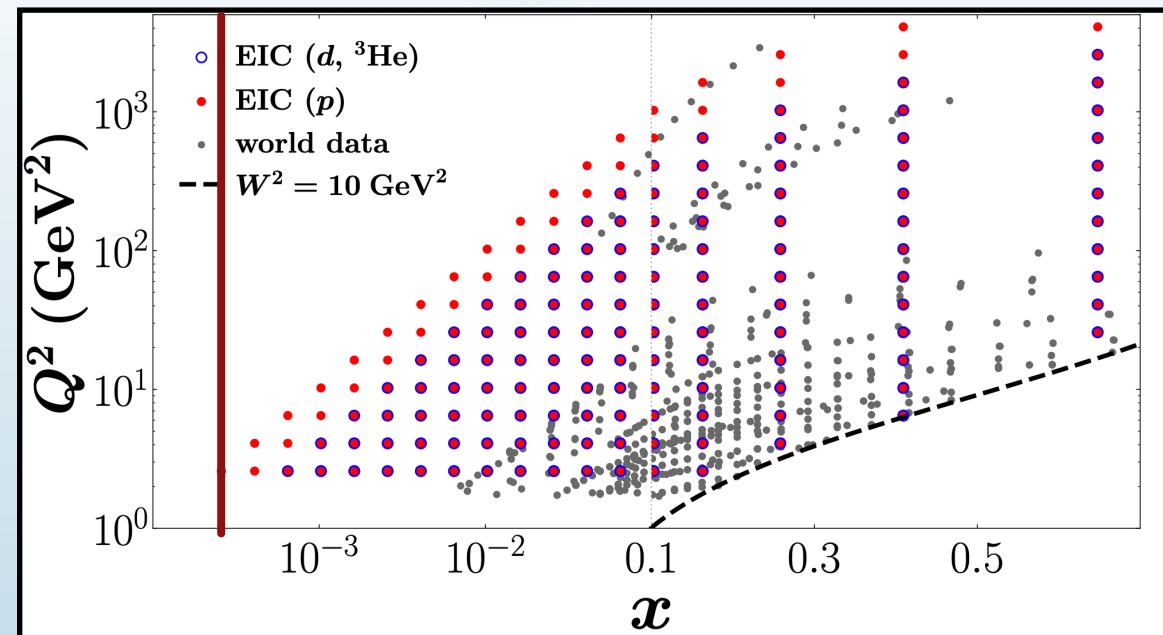 EIC (d, ³He)
EIC (p)
world data
W² = 10 GeV²
Q² (GeV²)
10³
10²
10¹
10⁰
10⁻³ 10⁻² 0.1 0.3 0.5
x